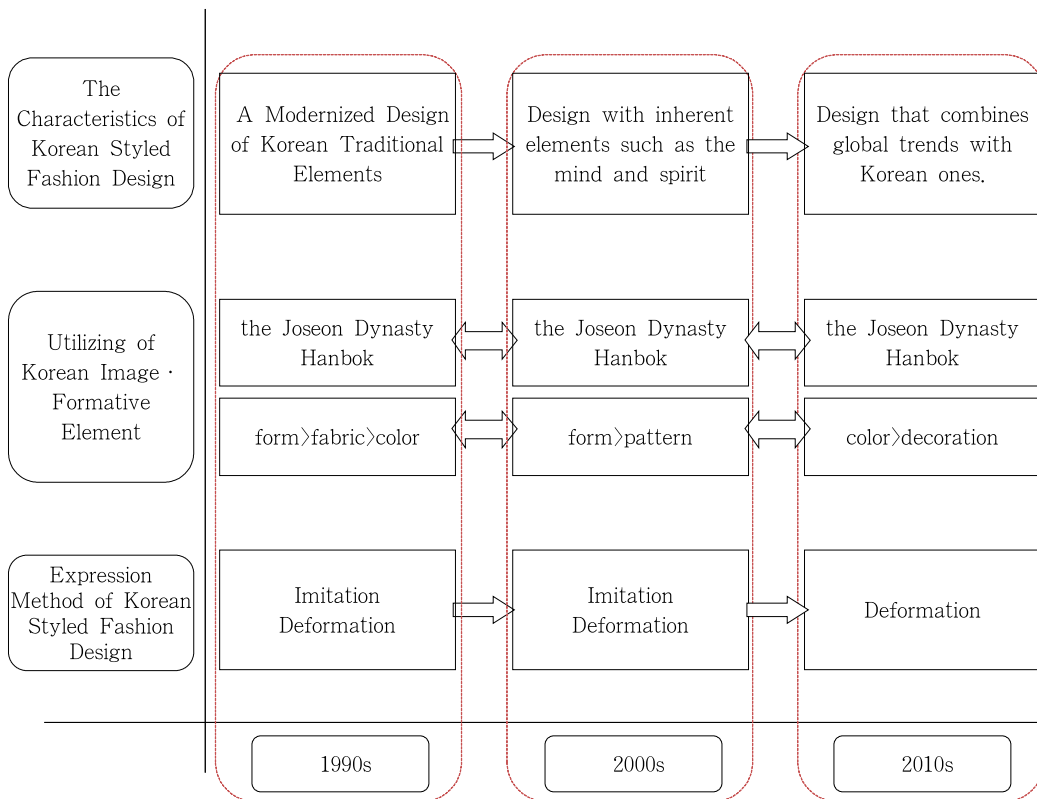 The
Characteristics of
Korean Styled
Fashion Design
A Modernized Design
of Korean Traditional
Elements
Design with inherent
elements such as the
mind and spirit
Design that combines
global trends with
Korean ones.
Utilizing of
Korean Image·
Formative
Element
the Joseon Dynasty
Hanbok
the Joseon Dynasty
Hanbok
the Joseon Dynasty
Hanbok
form>fabric>color
form>pattern
color>decoration
Expression
Method of Korean
Styled Fashion
Design
Imitation
Deformation
Imitation
Deformation
Deformation
1990s
2000s
2010s